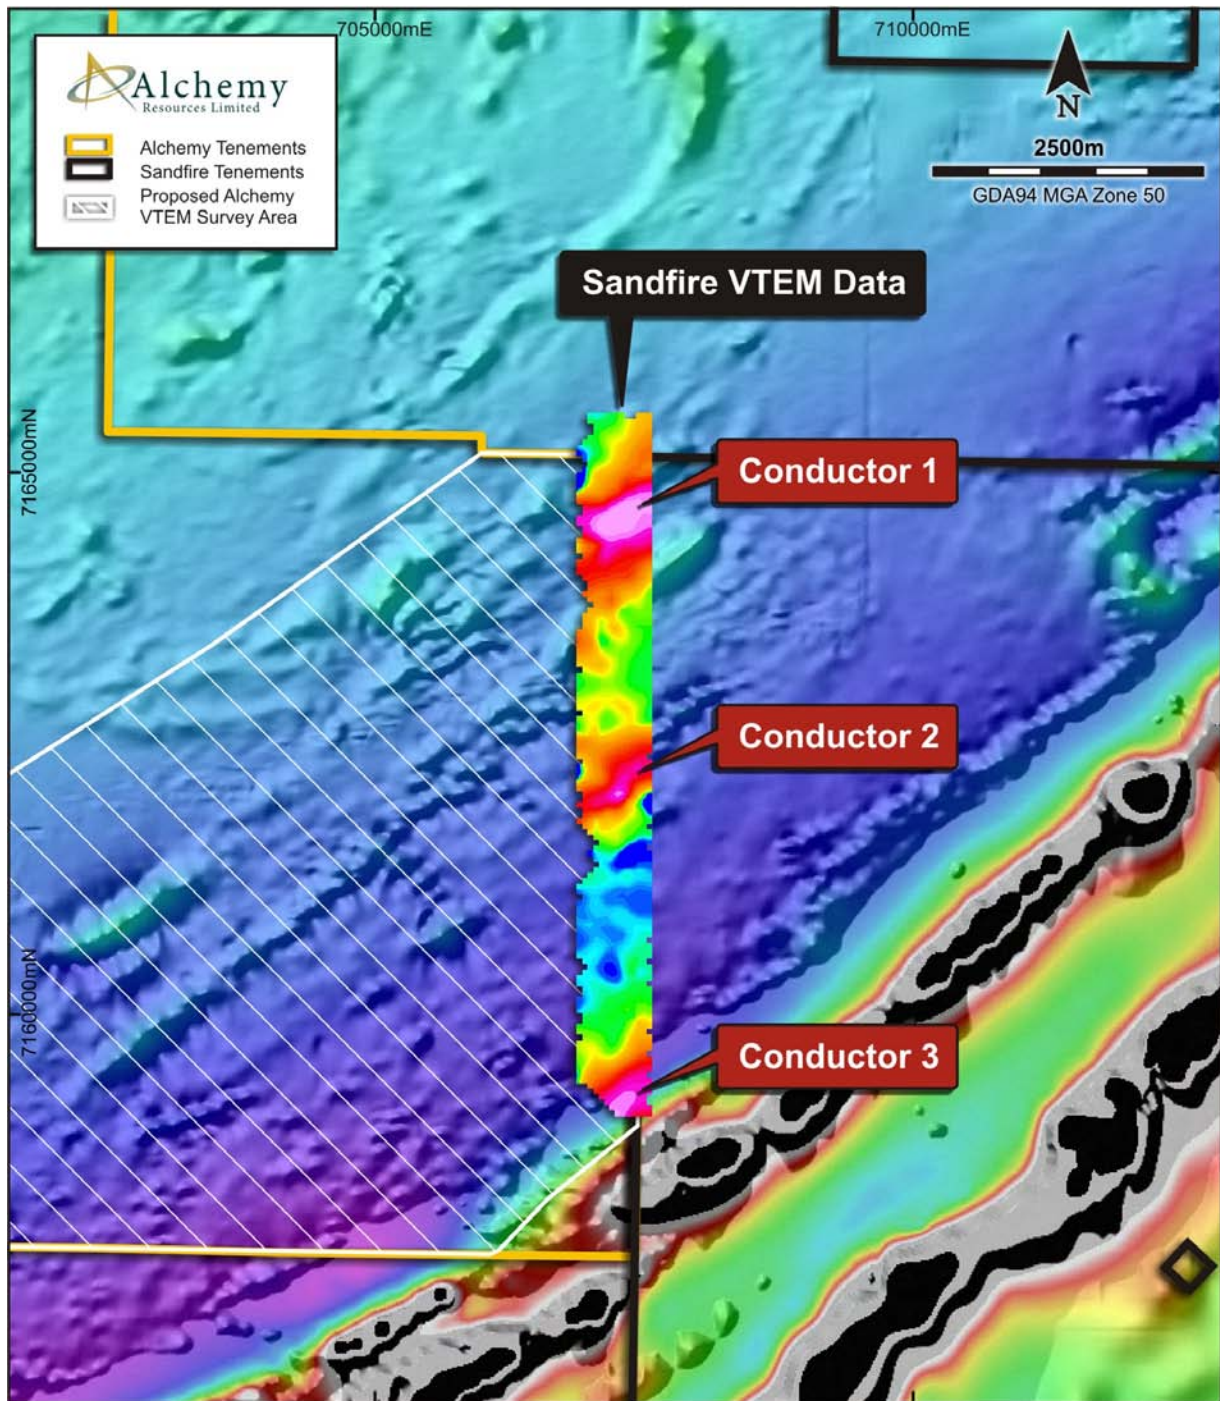 705000mE
710000mE
Alchemy
Resources Limited
Alchemy Tenements
Sandfire Tenements
Proposed Alchemy
VTEM Survey Area
N
2500m
GDA94 MGA Zone 50
Sandfire VTEM Data
7165000mN
Conductor 1
Conductor 2
7160000mN
Conductor 3